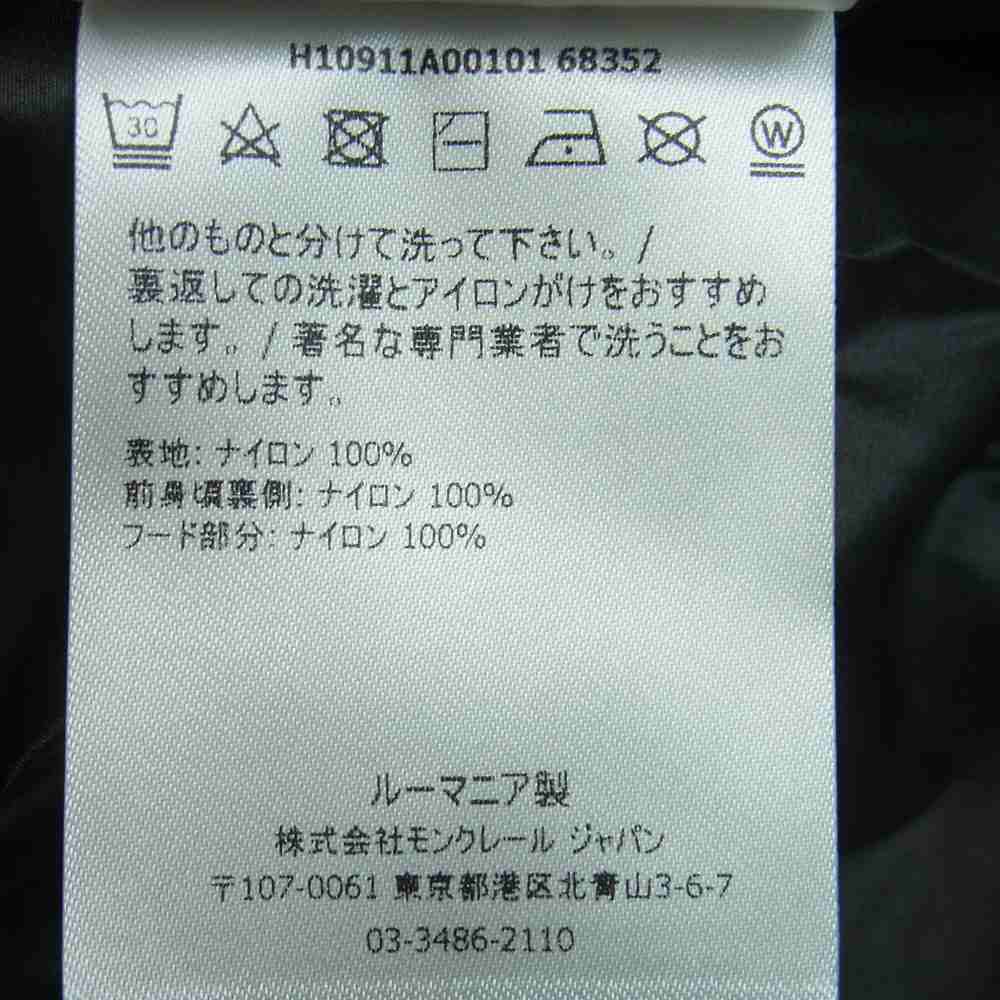 H10911A00101 68352
30
W
他のものと分けて洗って下さい。/
裏返しての洗濯とアイロンがけをおすすめ
します。/ 著名な専門業者で洗うことをお
すすめします。
表地: ナイロン 100%
前身頃裏側: ナイロン 100%
フード部分: ナイロン 100%
ルーマニア製
株式会社モンクレール ジャパン
〒107-0061 東京都港区北青山3-6-7
03-3486-2110